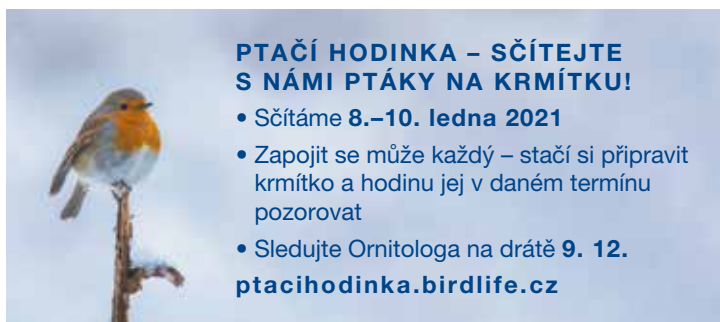 PTAČÍ HODINKA – SČÍTEJTE
S NÁMI PTÁKY NA KRMÍTKU!
• Sčítáme 8.–10. ledna 2021
• Zapojit se může každý – stačí si připravit
krmítko a hodinu jej v daném termínu
pozorovat
• Sledujte Ornitologa na drátě 9. 12.
ptacihodinka.birdlife.cz